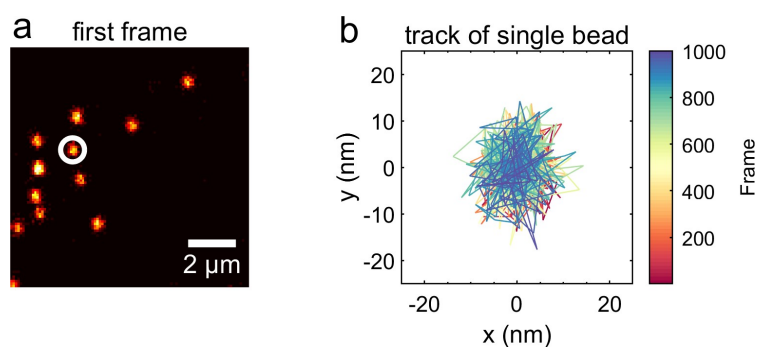 a
first frame
2 μm
b
track of single bead
20
10
0
-10
-20
y (nm)
-20
0
20
x (nm)
1000
800
600
400
200
Frame